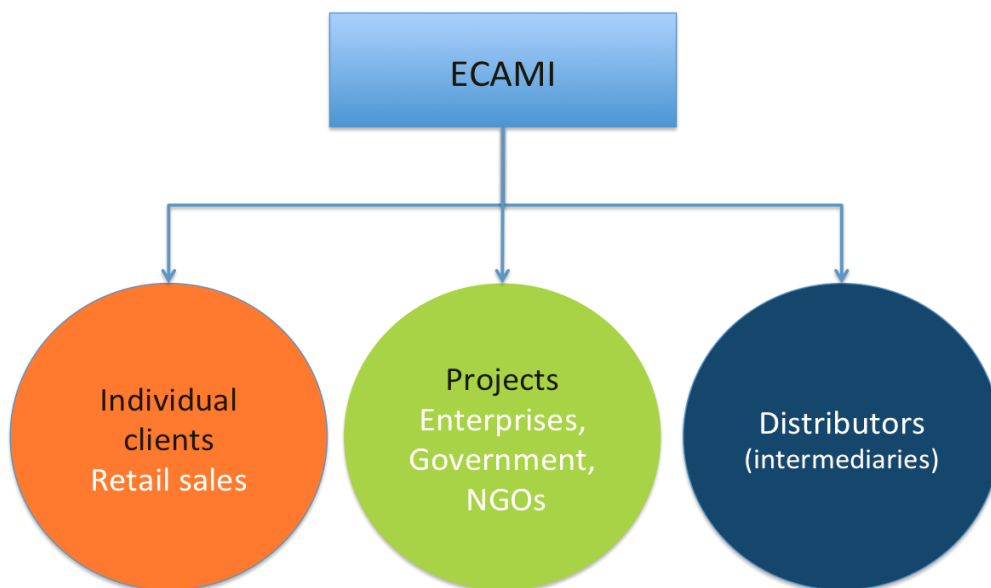 ECAMI
Individual
clients
Retail sales
Projects
Enterprises,
Government,
NGOs
Distributors
(intermediaries)